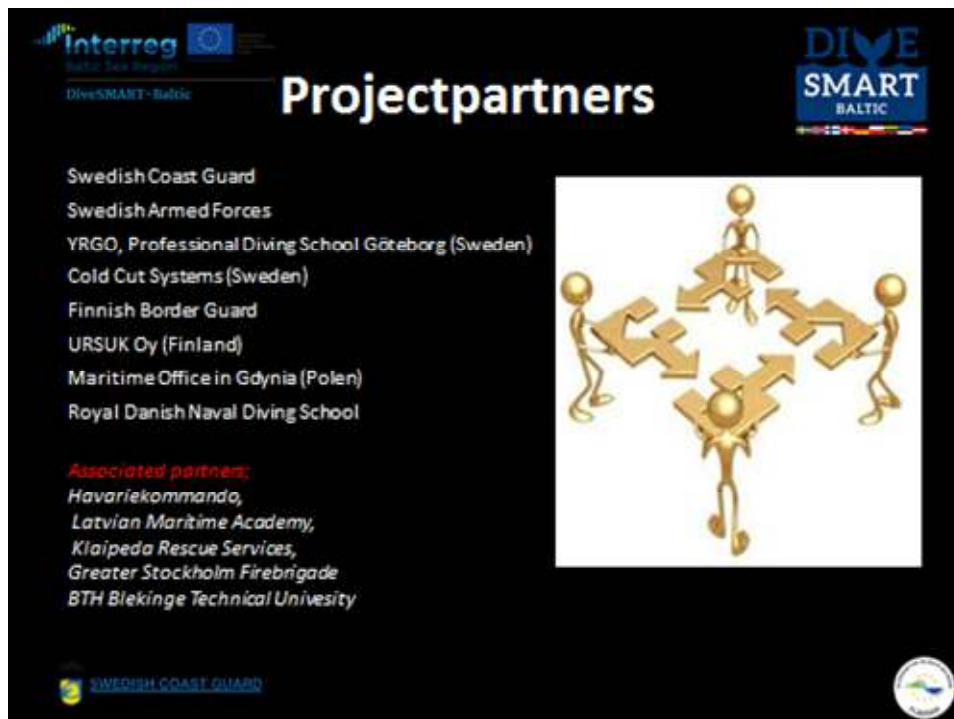 Interreg
Baltic Sea Region
DiveSMART-Baltic
DIVE
SMART
BALTIC
Projectpartners
Swedish Coast Guard
Swedish Armed Forces
YRGO, Professional Diving School Göteborg (Sweden)
Cold Cut Systems (Sweden)
Finnish Border Guard
URSUK Oy (Finland)
Maritime Office in Gdynia (Polen)
Royal Danish Naval Diving School
Associated partners;
Havariekommando,
Latvian Maritime Academy,
Klaipeda Rescue Services,
Greater Stockholm Firebrigade
BTH Blekinge Technical Univesity
SWEDISH COAST GUARD